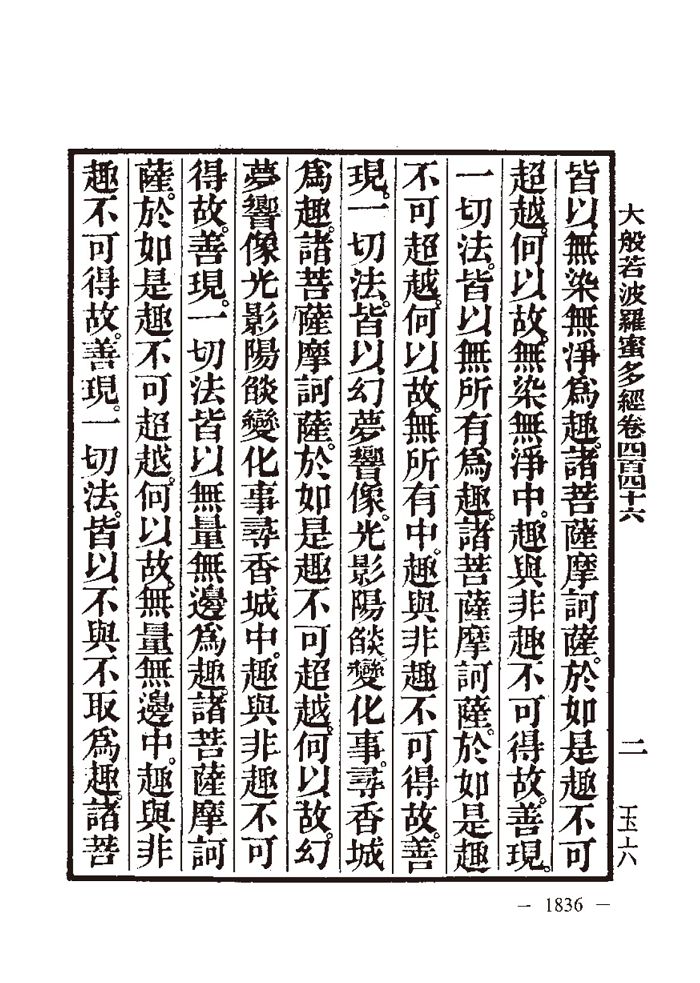 大般若波羅蜜多經卷四百四十六 二 玉六
皆以無染無淨爲趣。諸菩薩摩訶薩。於如是趣不可
超越。何以故。無染無淨中。趣與非趣不可得故。善現。
一切法。皆以無所有爲趣。諸菩薩摩訶薩。於如是趣
不可超越。何以故。無所有中。趣與非趣不可得故。善
現。一切法。皆以幻夢響像。光影陽燄。變化事。尋香城
爲趣。諸菩薩摩訶薩。於如是趣不可超越。何以故。幻
夢響像光影陽燄變化事尋香城中。趣與非趣不可
得故。善現。一切法皆以無量無邊爲趣。諸菩薩摩訶
薩。於如是趣不可超越。何以故。無量無邊中。趣與非
趣不可得故。善現。一切法。皆以不與不取爲趣。諸菩
— 1836 —